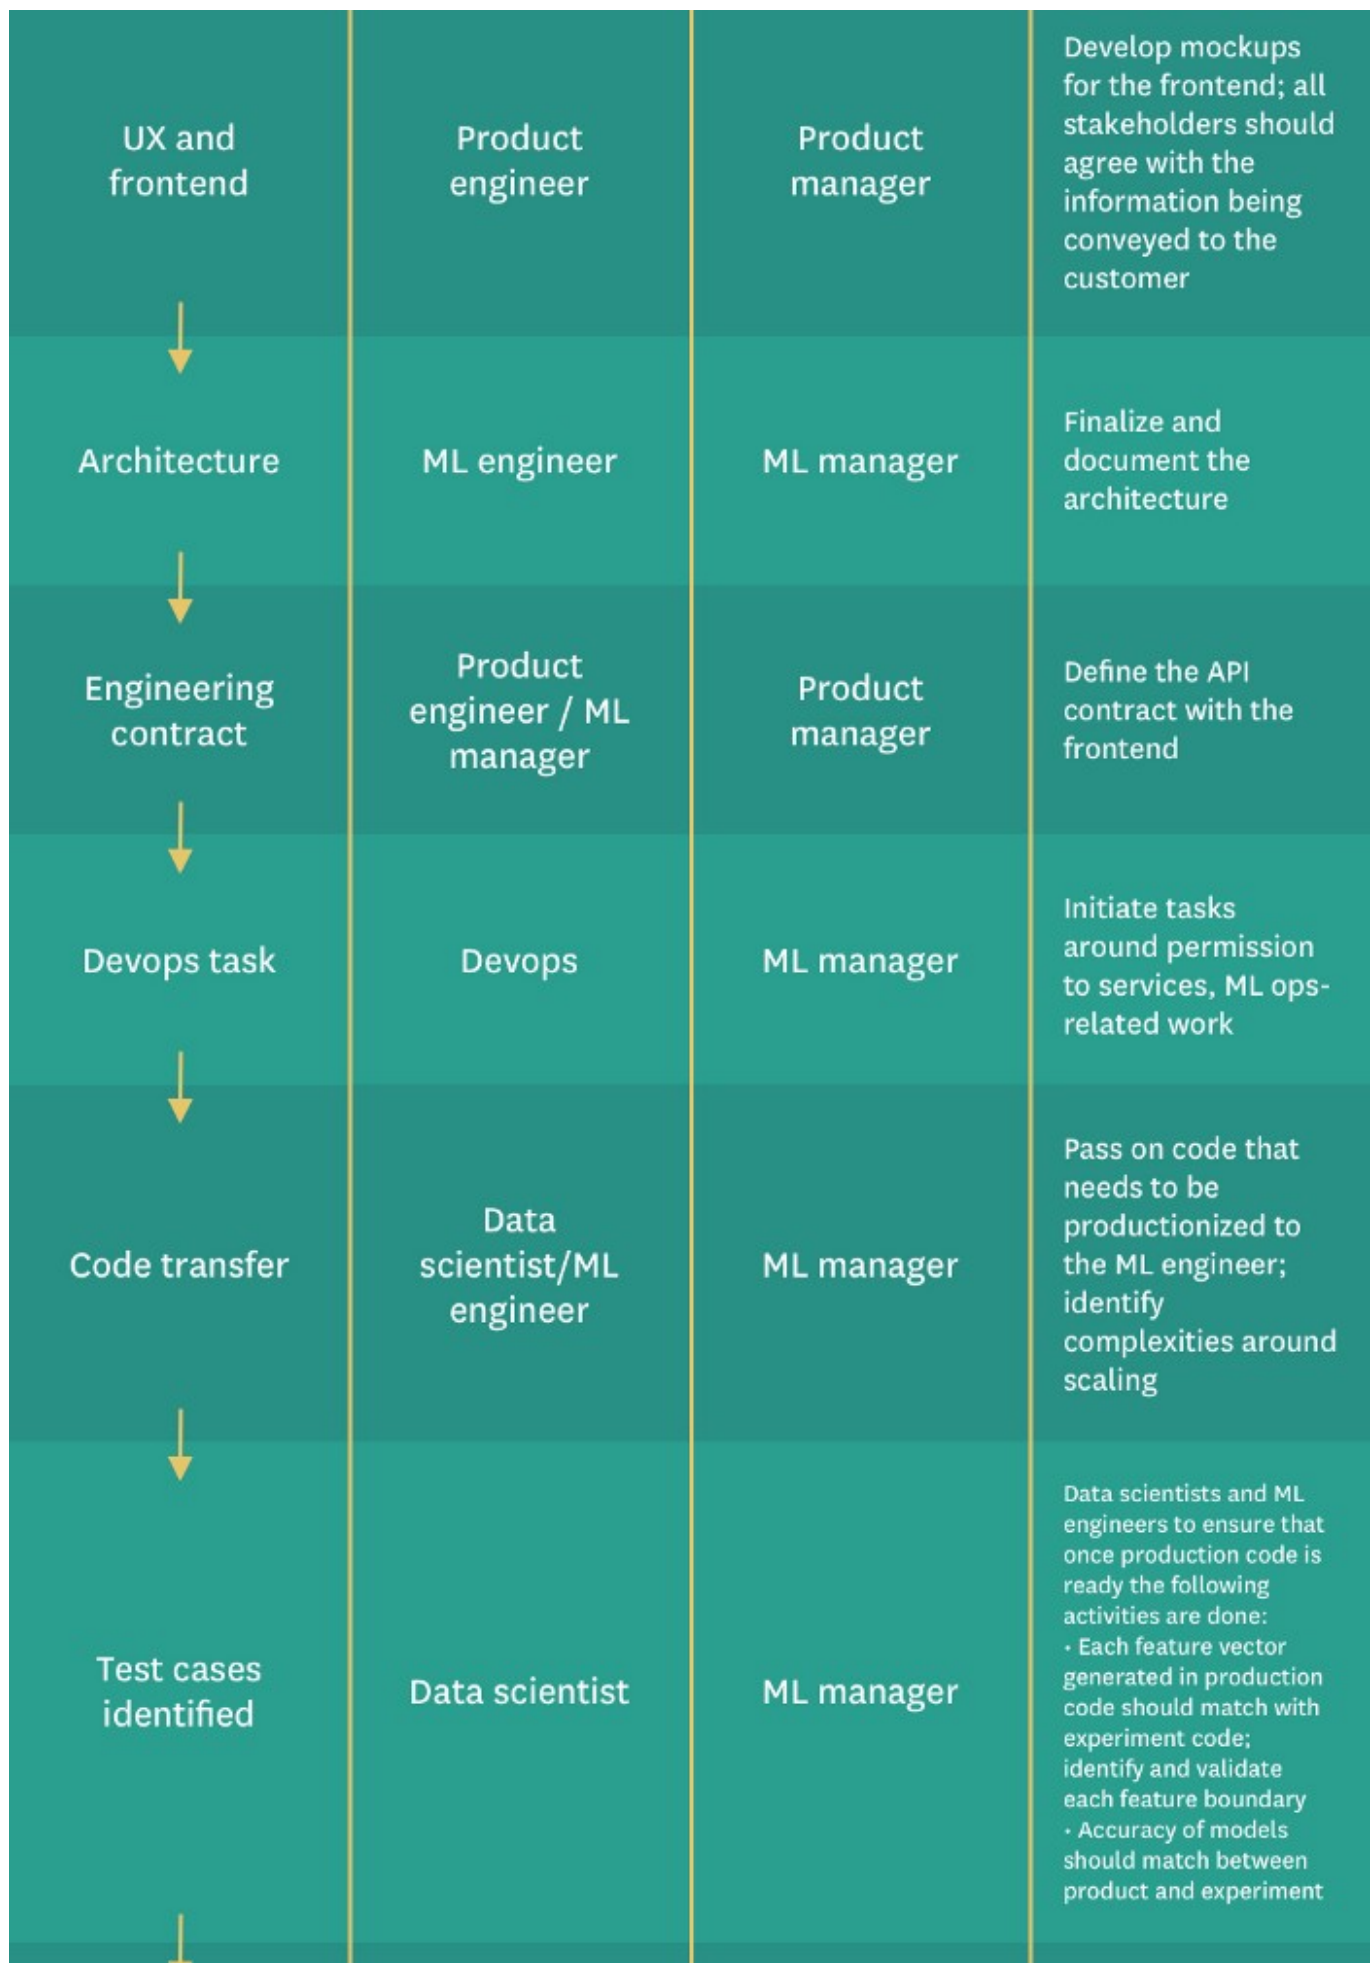 UX and
frontend
Product
engineer
Product
manager
Develop mockups
for the frontend; all
stakeholders should
agree with the
information being
conveyed to the
customer
Architecture
ML engineer
ML manager
Finalize and
document the
architecture
Engineering
contract
Product
engineer / ML
manager
Product
manager
Define the API
contract with the
frontend
Devops task
Devops
ML manager
Initiate tasks
around permission
to services, ML ops-
related work
Code transfer
Data
scientist/ML
engineer
ML manager
Pass on code that
needs to be
productionized to
the ML engineer;
identify
complexities around
scaling
Test cases
identified
Data scientist
ML manager
Data scientists and ML
engineers to ensure that
once production code is
ready the following
activities are done:
• Each feature vector
generated in production
code should match with
experiment code;
identify and validate
each feature boundary
• Accuracy of models
should match between
product and experiment